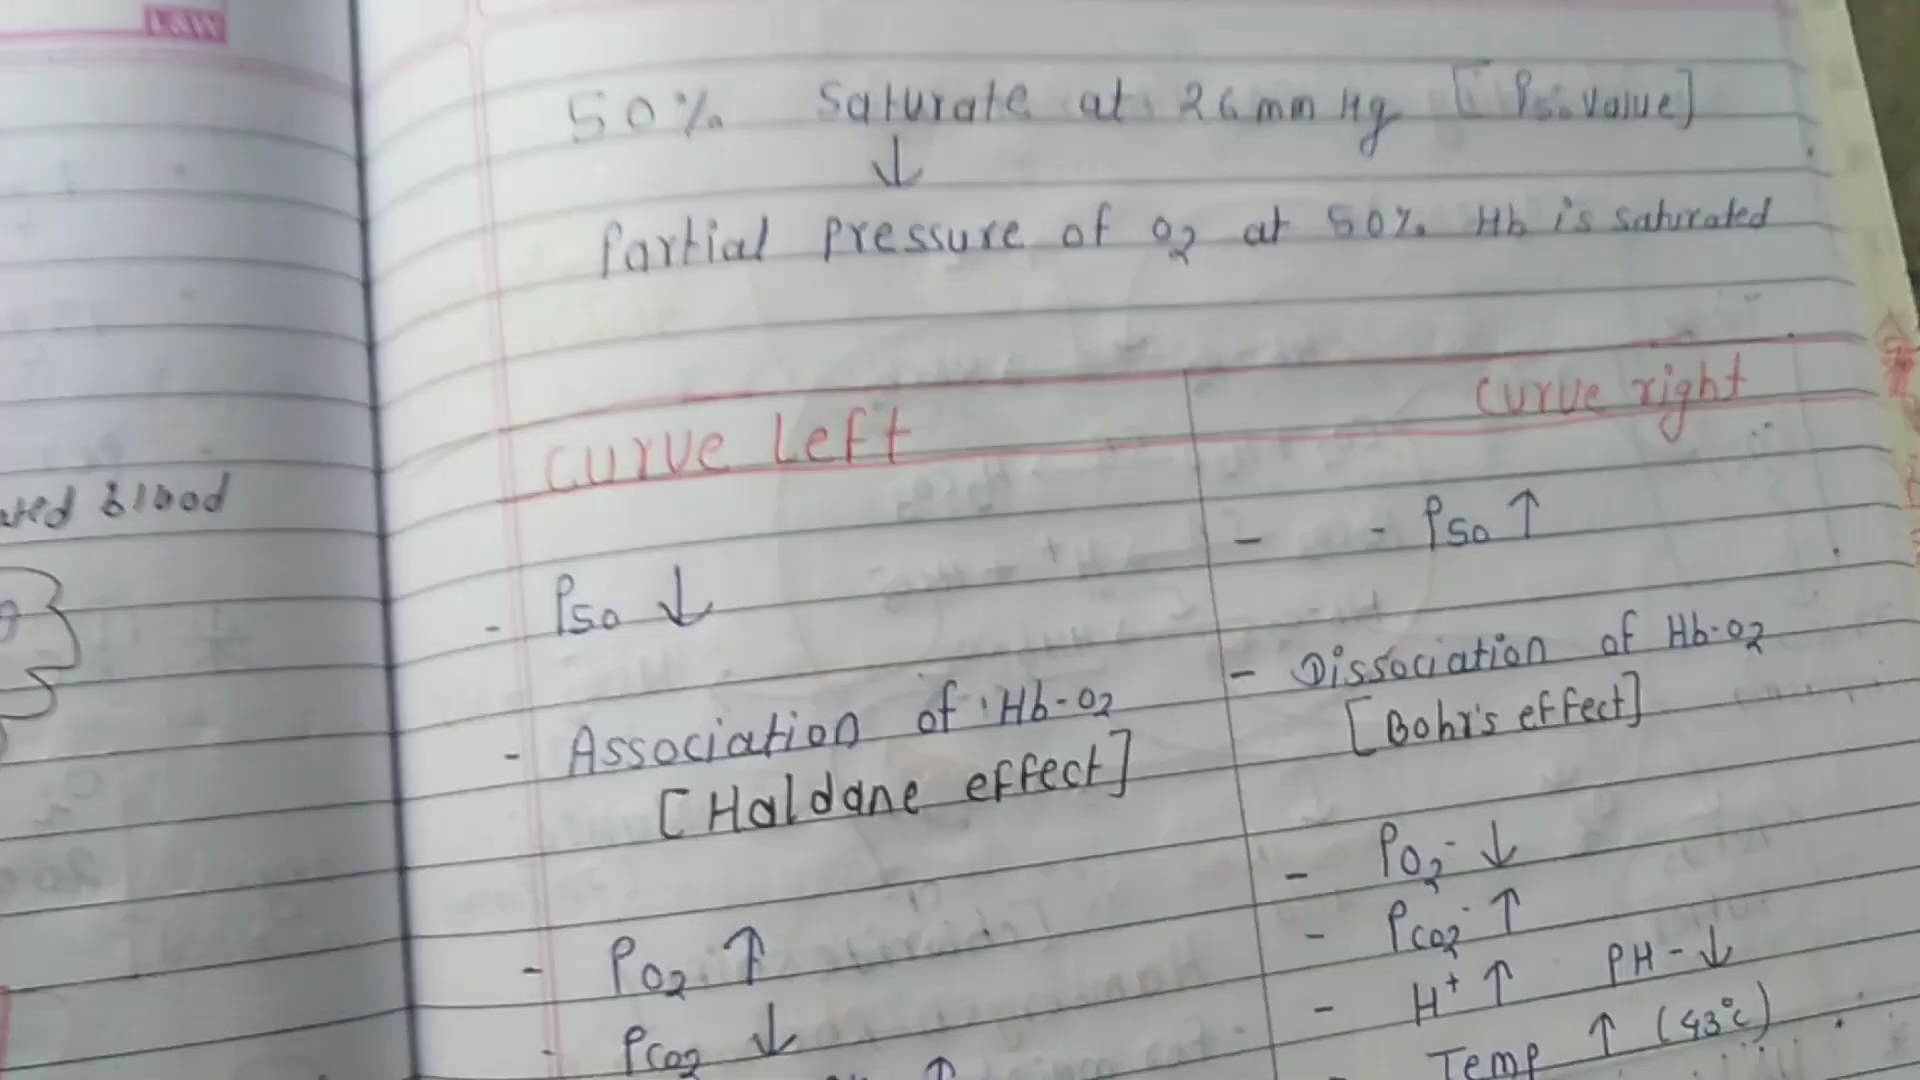 LAW
50% Saturate at 26 mm Hg [P50 Value]
↓
Partial pressure of O2 at 50% Hb is saturated
curve Left
curve right
blood
- P50 ↓
- - P50 ↑
- Association of Hb-O2
[Haldane effect]
- Dissociation of Hb-O2
[Bohr's effect]
- PO2 ↑
- PCO2 ↓
↑
- PO2 - ↓
- PCO2 - ↑
- H+ ↑ PH - ↓
- Temp ↑ (43°C)